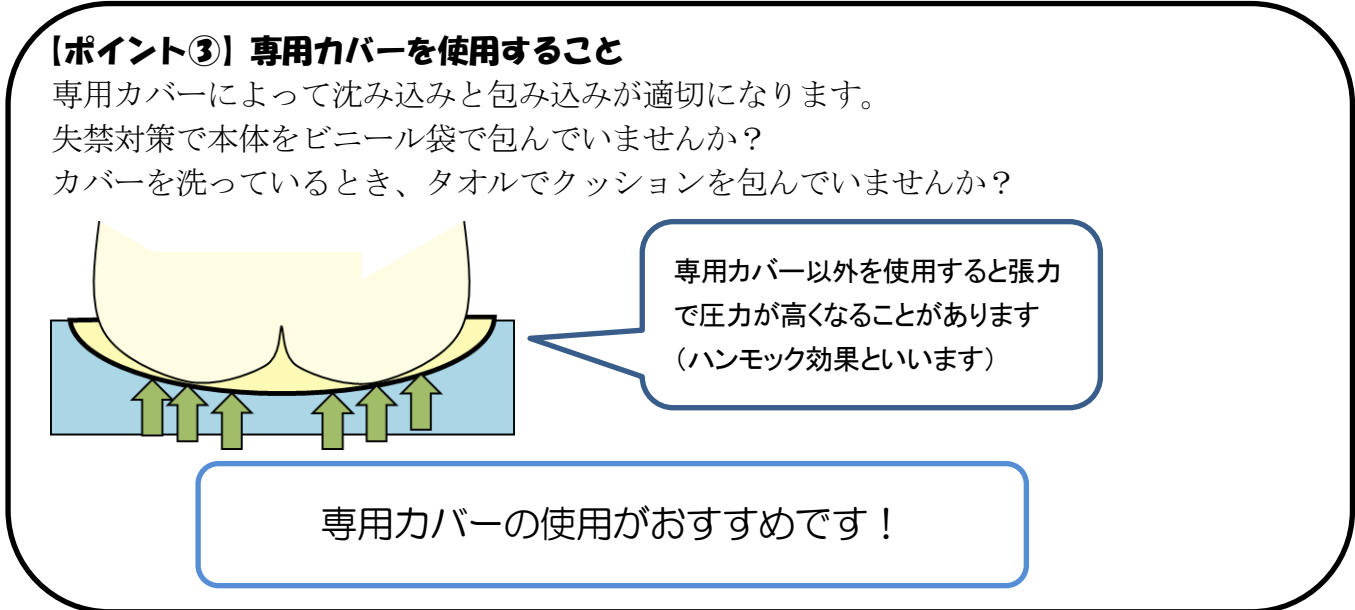 【ポイント③】専用カバーを使用すること
専用カバーによって沈み込みと包み込みが適切になります。
失禁対策で本体をビニール袋で包んでいませんか？
カバーを洗っているとき、タオルでクッションを包んでいませんか？
専用カバー以外を使用すると張力
で圧力が高くなることがあります
（ハンモック効果といいます）
専用カバーの使用がおすすめです！